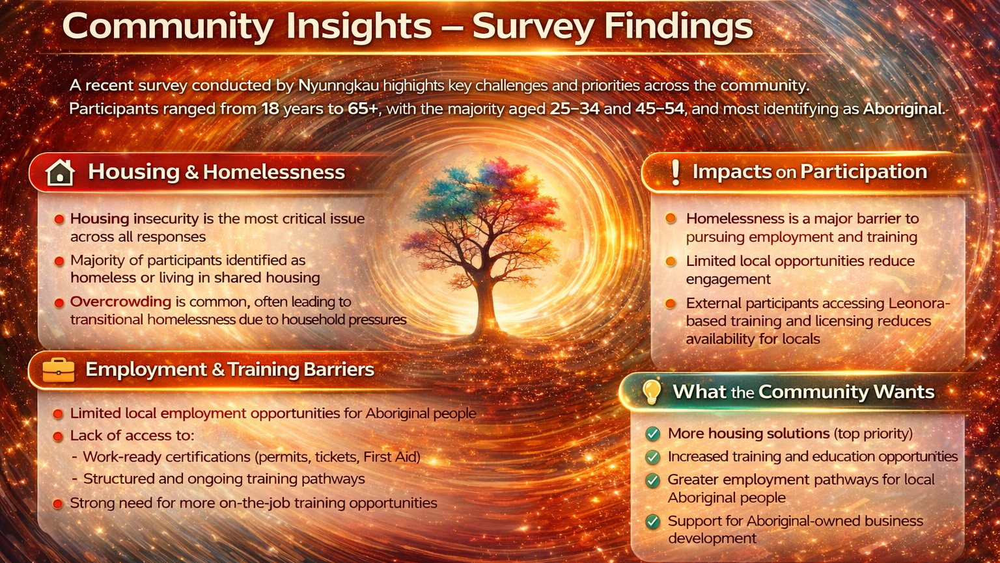 Community Insights – Survey Findings
A recent survey conducted by Nyunngkau highights key challenges and priorities across the community.
Participants ranged from 18 years to 65+, with the majority aged 25–34 and 45–54, and most identifying as Aboriginal.
Housing & Homelessness
Housing insecurity is the most critical issue
across all responses
Majority of participants identified as
homeless or living in shared housing
Overcrowding is common, often leading to
transitional homelessness due to household pressures
Employment & Training Barriers
Limited local employment opportunities for Aboriginal people
Lack of access to:
- Work-ready certifications (permits, tickets, First Aid)
- Structured and ongoing training pathways
Strong need for more on-the-job training opportunities
Impacts on Participation
Homelessness is a major barrier to
pursuing employment and training
Limited local opportunities reduce
engagement
External participants accessing Leonora-
based training and licensing reduces
availability for locals
What the Community Wants
More housing solutions (top priority)
Increased training and education opportunities
Greater employment pathways for local
Aboriginal people
Support for Aboriginal-owned business
development